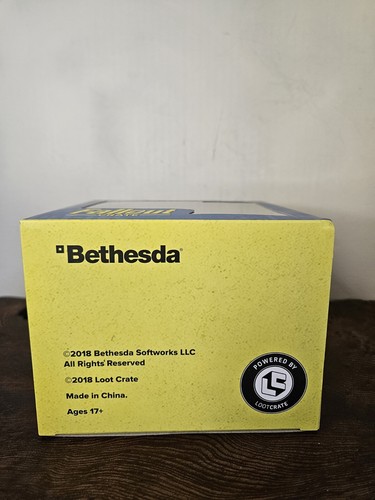 Fallout
Bethesda
©2018 Bethesda Softworks LLC
All Rights Reserved
©2018 Loot Crate
Made in China.
Ages 17+
POWERED BY
LC
LOOTCRATE